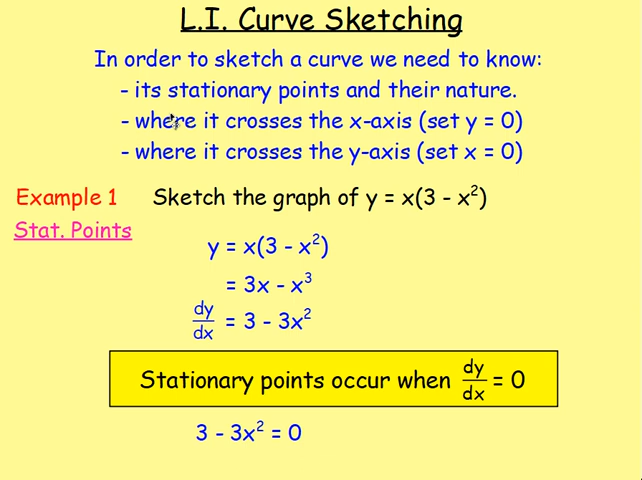 L.I. Curve Sketching
In order to sketch a curve we need to know:
- its stationary points and their nature.
- where it crosses the x-axis (set y = 0)
- where it crosses the y-axis (set x = 0)
Example 1 Sketch the graph of y = x(3 - x²)
Stat. Points
y = x(3 - x²)
= 3x - x³
dy/dx = 3 - 3x²
Stationary points occur when dy/dx = 0
3 - 3x² = 0